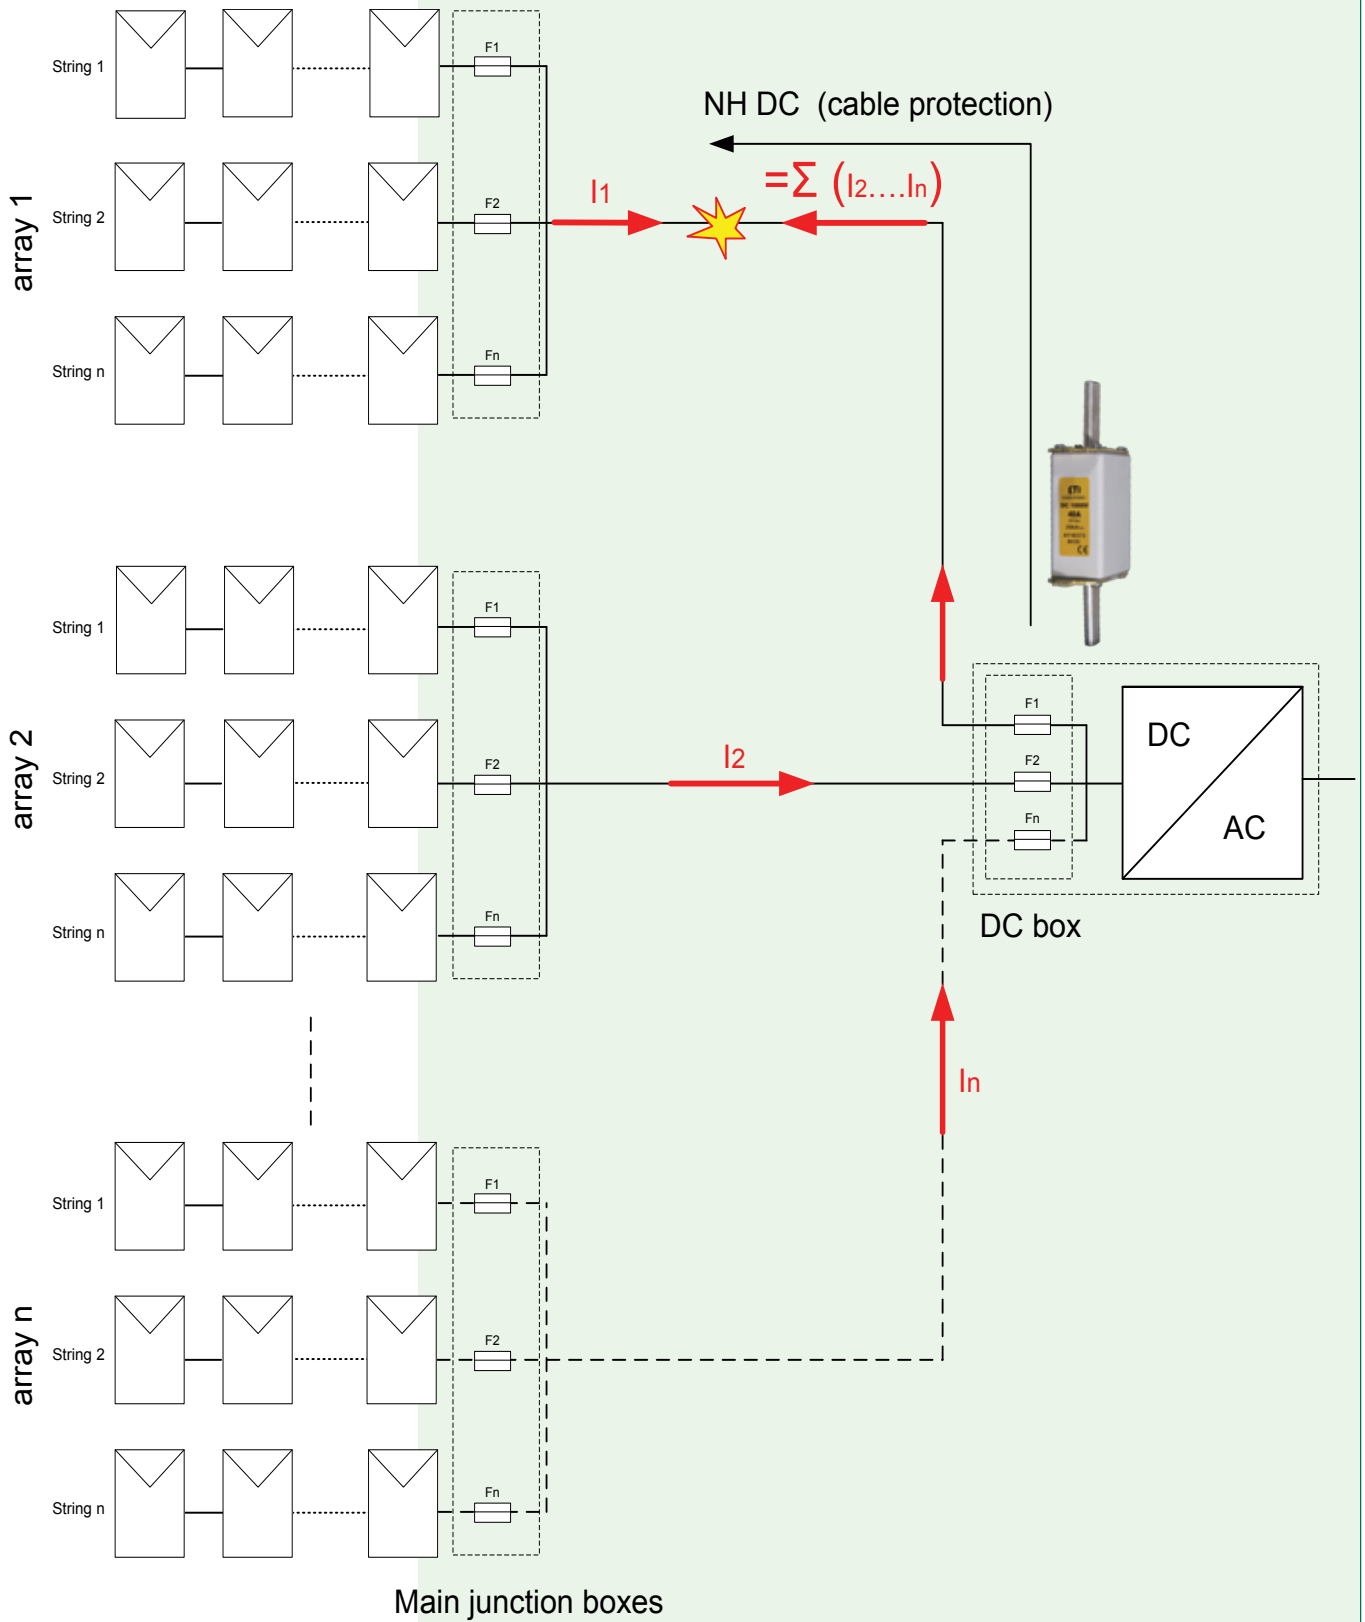 String 1
F1
NH DC (cable protection)
array 1
String 2
F2
I1
=Σ (I2....In)
String n
Fn
ETI
40A
String 1
F1
array 2
String 2
F2
I2
String n
Fn
F1
F2
Fn
DC
AC
DC box
In
String 1
F1
array n
String 2
F2
String n
Fn
Main junction boxes